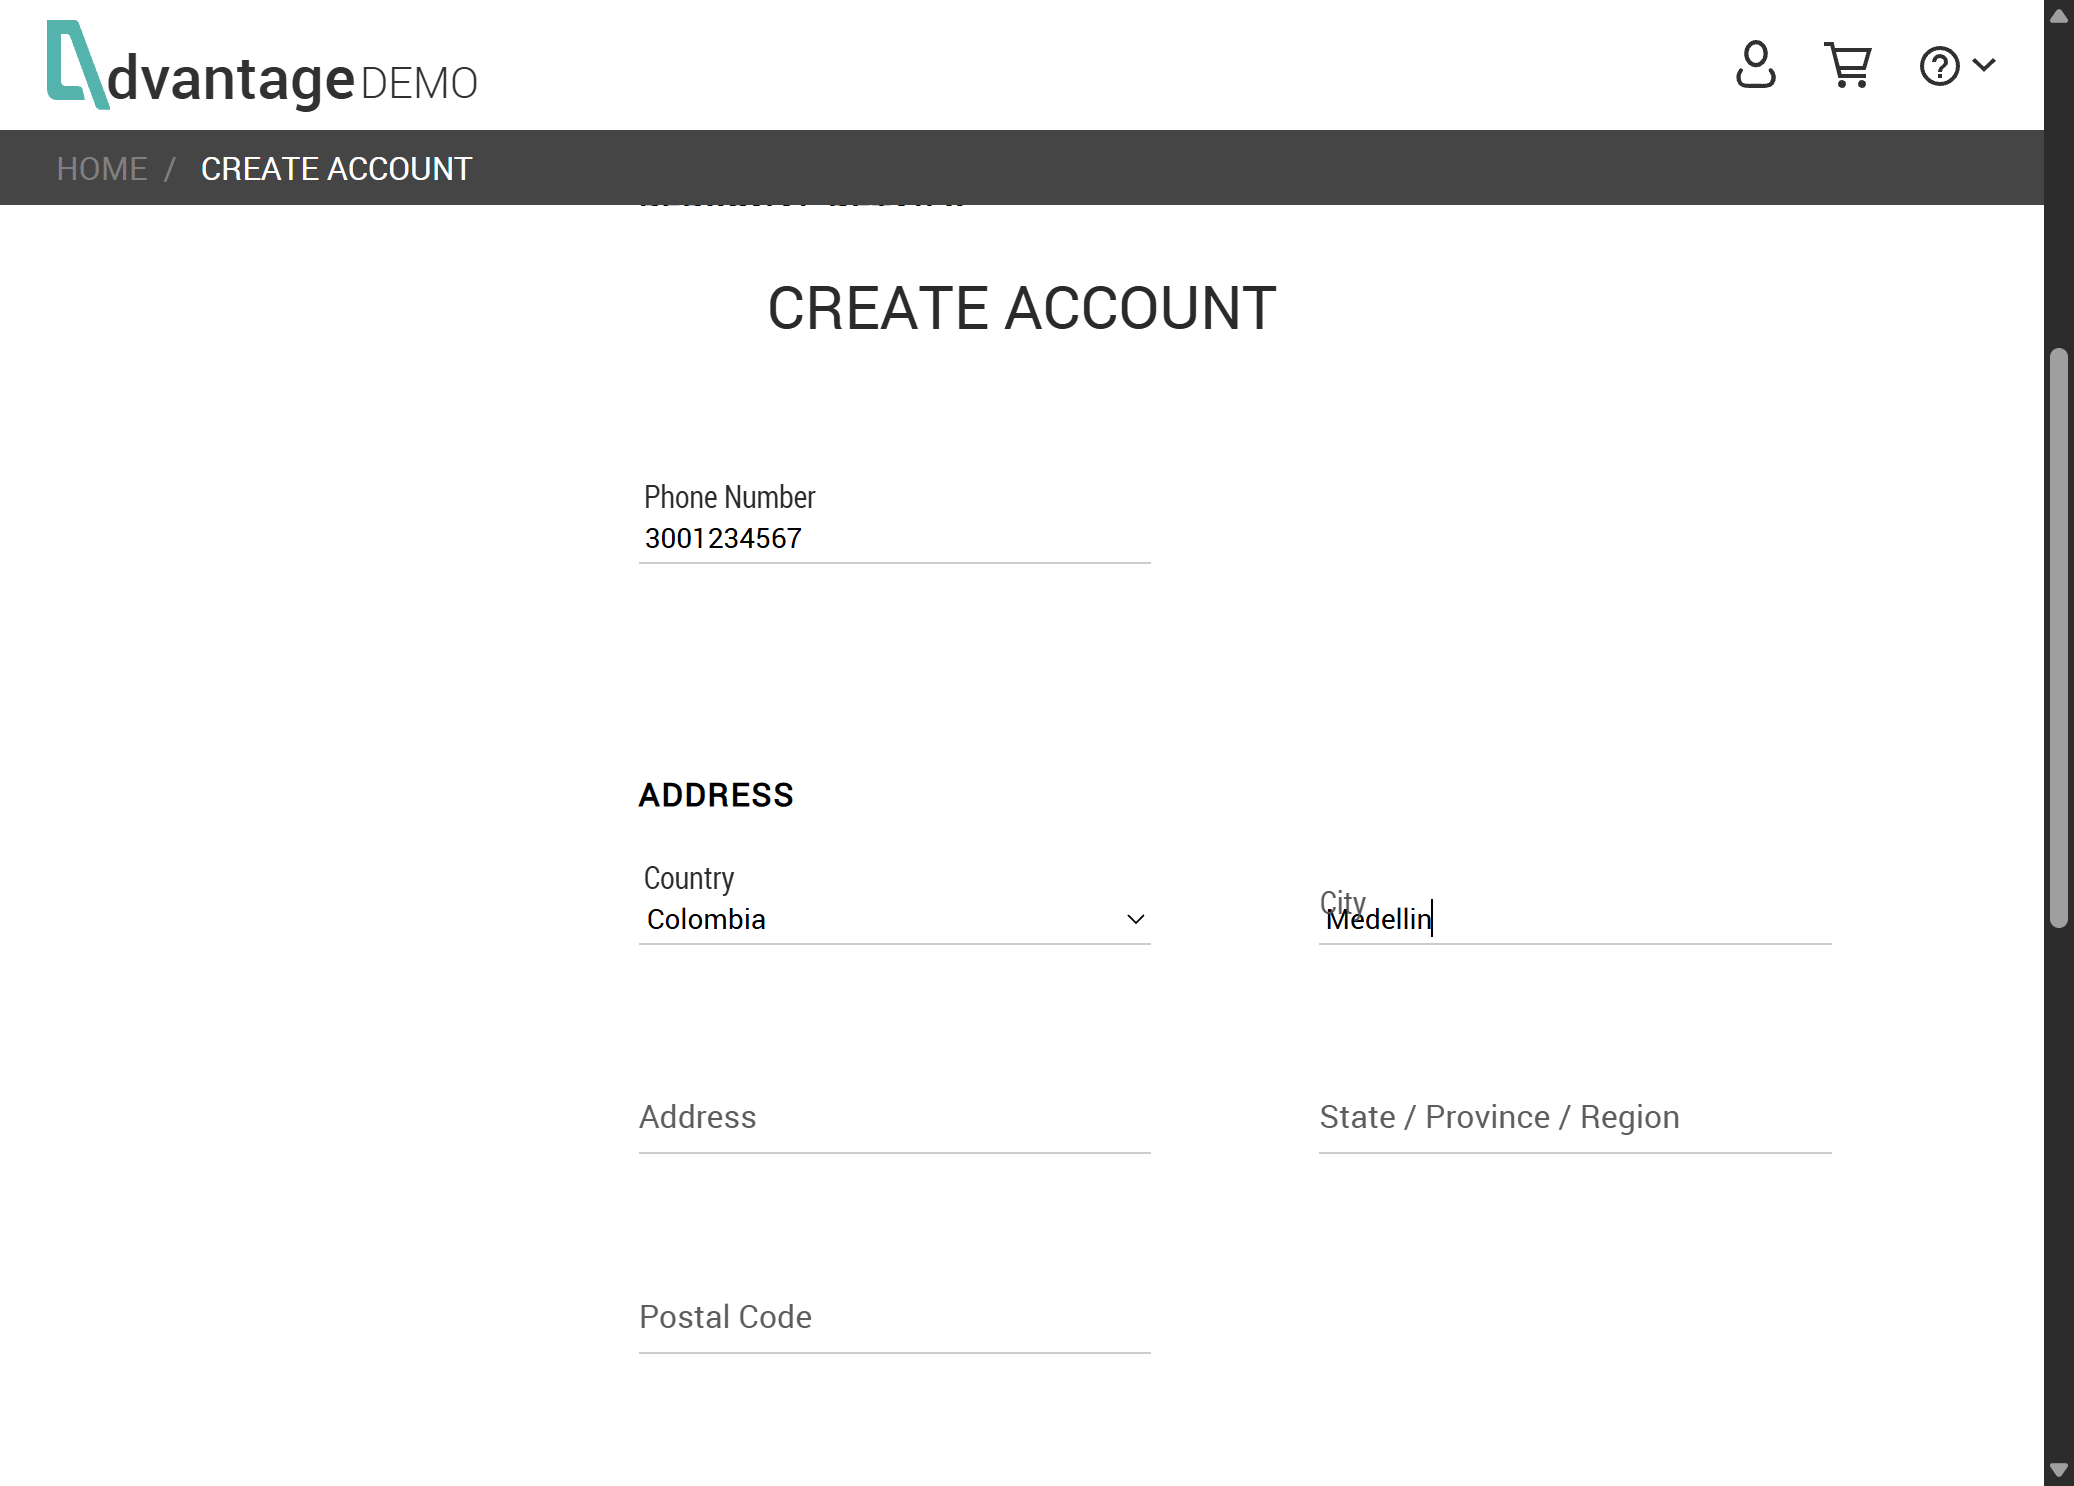 dvantage DEMO
HOME / CREATE ACCOUNT
CREATE ACCOUNT
Phone Number
3001234567
ADDRESS
Country
Colombia
City
Medellin
Address
State / Province / Region
Postal Code